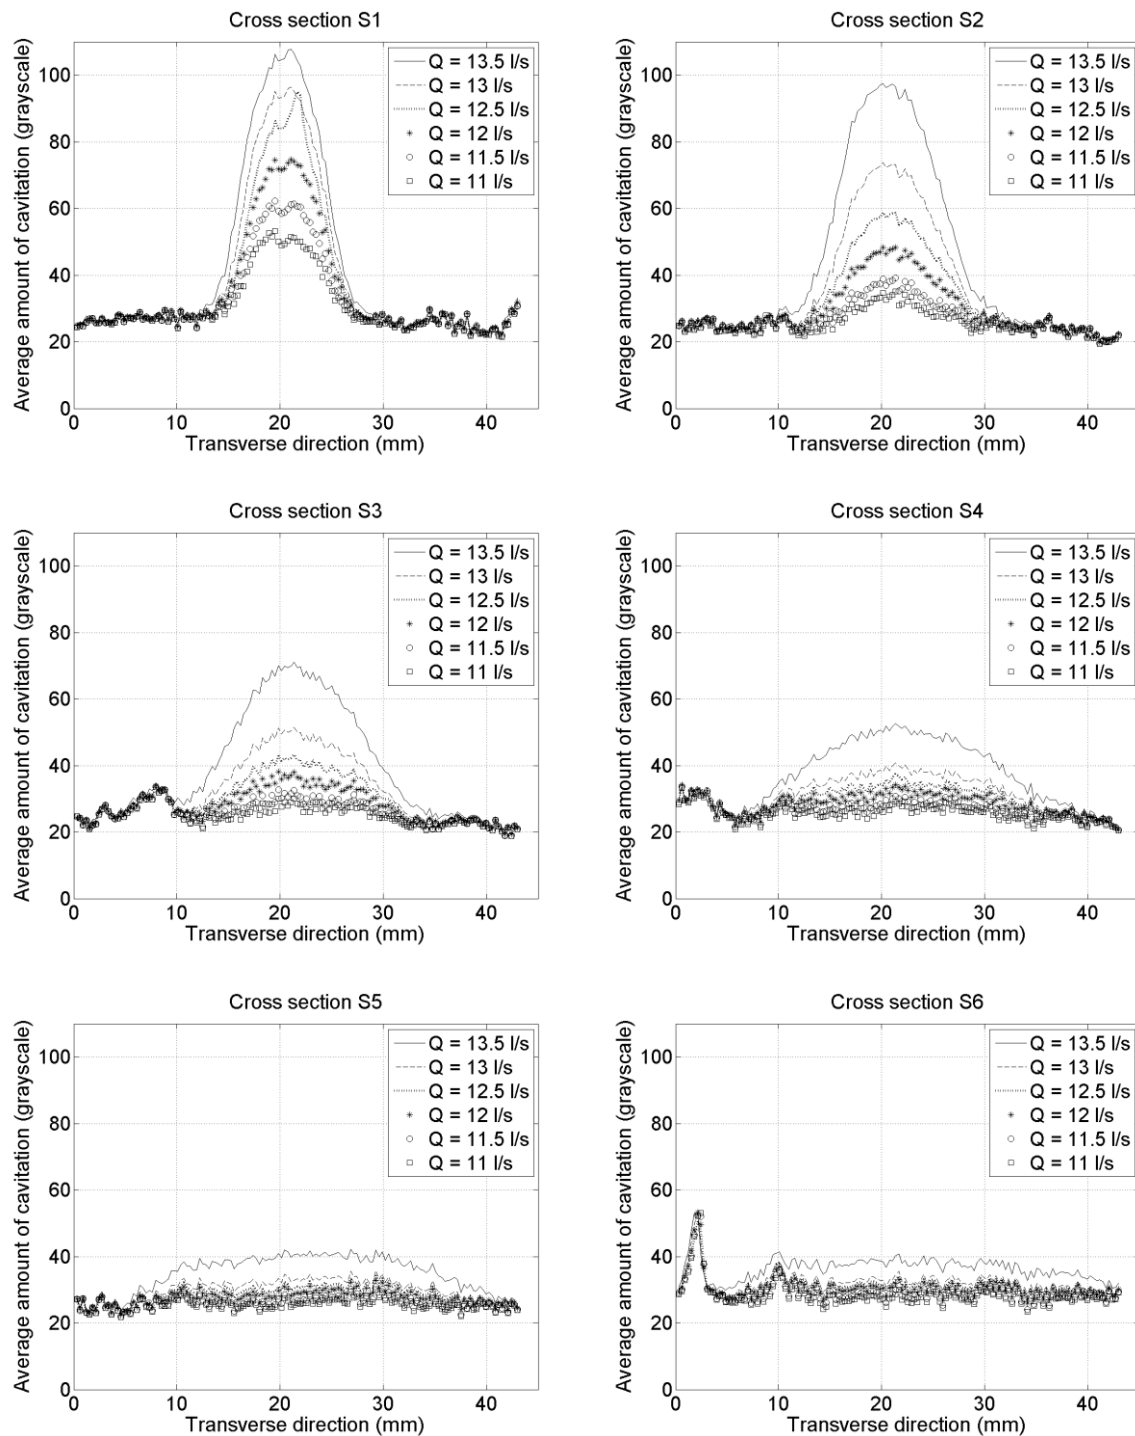 Cross section S1
Average amount of cavitation (grayscale)
100
80
60
40
20
0
Q = 13.5 l/s
Q = 13 l/s
Q = 12.5 l/s
Q = 12 l/s
Q = 11.5 l/s
Q = 11 l/s
0 10 20 30 40
Transverse direction (mm)
Cross section S2
Average amount of cavitation (grayscale)
100
80
60
40
20
0
Q = 13.5 l/s
Q = 13 l/s
Q = 12.5 l/s
Q = 12 l/s
Q = 11.5 l/s
Q = 11 l/s
0 10 20 30 40
Transverse direction (mm)
Cross section S3
Average amount of cavitation (grayscale)
100
80
60
40
20
0
Q = 13.5 l/s
Q = 13 l/s
Q = 12.5 l/s
Q = 12 l/s
Q = 11.5 l/s
Q = 11 l/s
0 10 20 30 40
Transverse direction (mm)
Cross section S4
Average amount of cavitation (grayscale)
100
80
60
40
20
0
Q = 13.5 l/s
Q = 13 l/s
Q = 12.5 l/s
Q = 12 l/s
Q = 11.5 l/s
Q = 11 l/s
0 10 20 30 40
Transverse direction (mm)
Cross section S5
Average amount of cavitation (grayscale)
100
80
60
40
20
0
Q = 13.5 l/s
Q = 13 l/s
Q = 12.5 l/s
Q = 12 l/s
Q = 11.5 l/s
Q = 11 l/s
0 10 20 30 40
Transverse direction (mm)
Cross section S6
Average amount of cavitation (grayscale)
100
80
60
40
20
0
Q = 13.5 l/s
Q = 13 l/s
Q = 12.5 l/s
Q = 12 l/s
Q = 11.5 l/s
Q = 11 l/s
0 10 20 30 40
Transverse direction (mm)